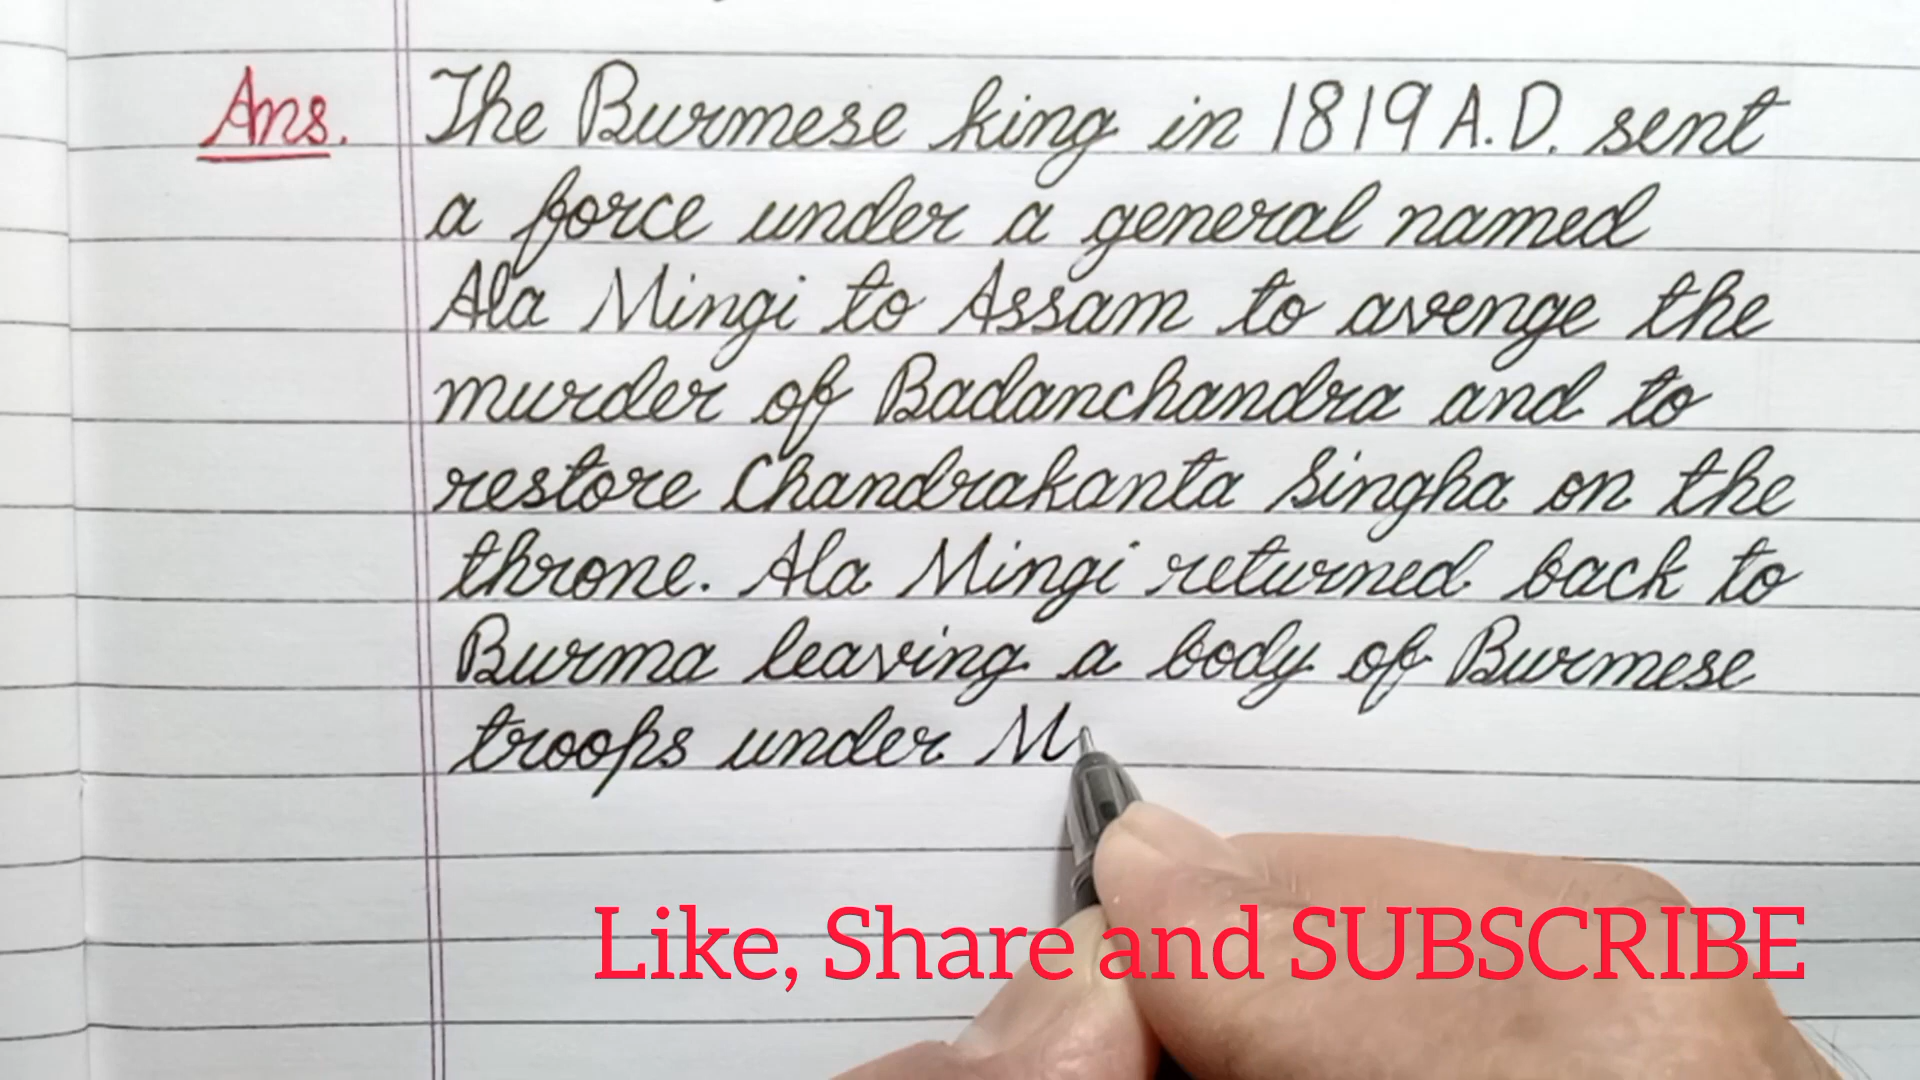 Ans. The Burmese king in 1819 A.D. sent
a force under a general named
Ala Mingi to Assam to avenge the
murder of Badanchandra and to
restore Chandrakanta Singha on the
throne. Ala Mingi returned back to
Burma leaving a body of Burmese
troops under M
Like, Share and SUBSCRIBE